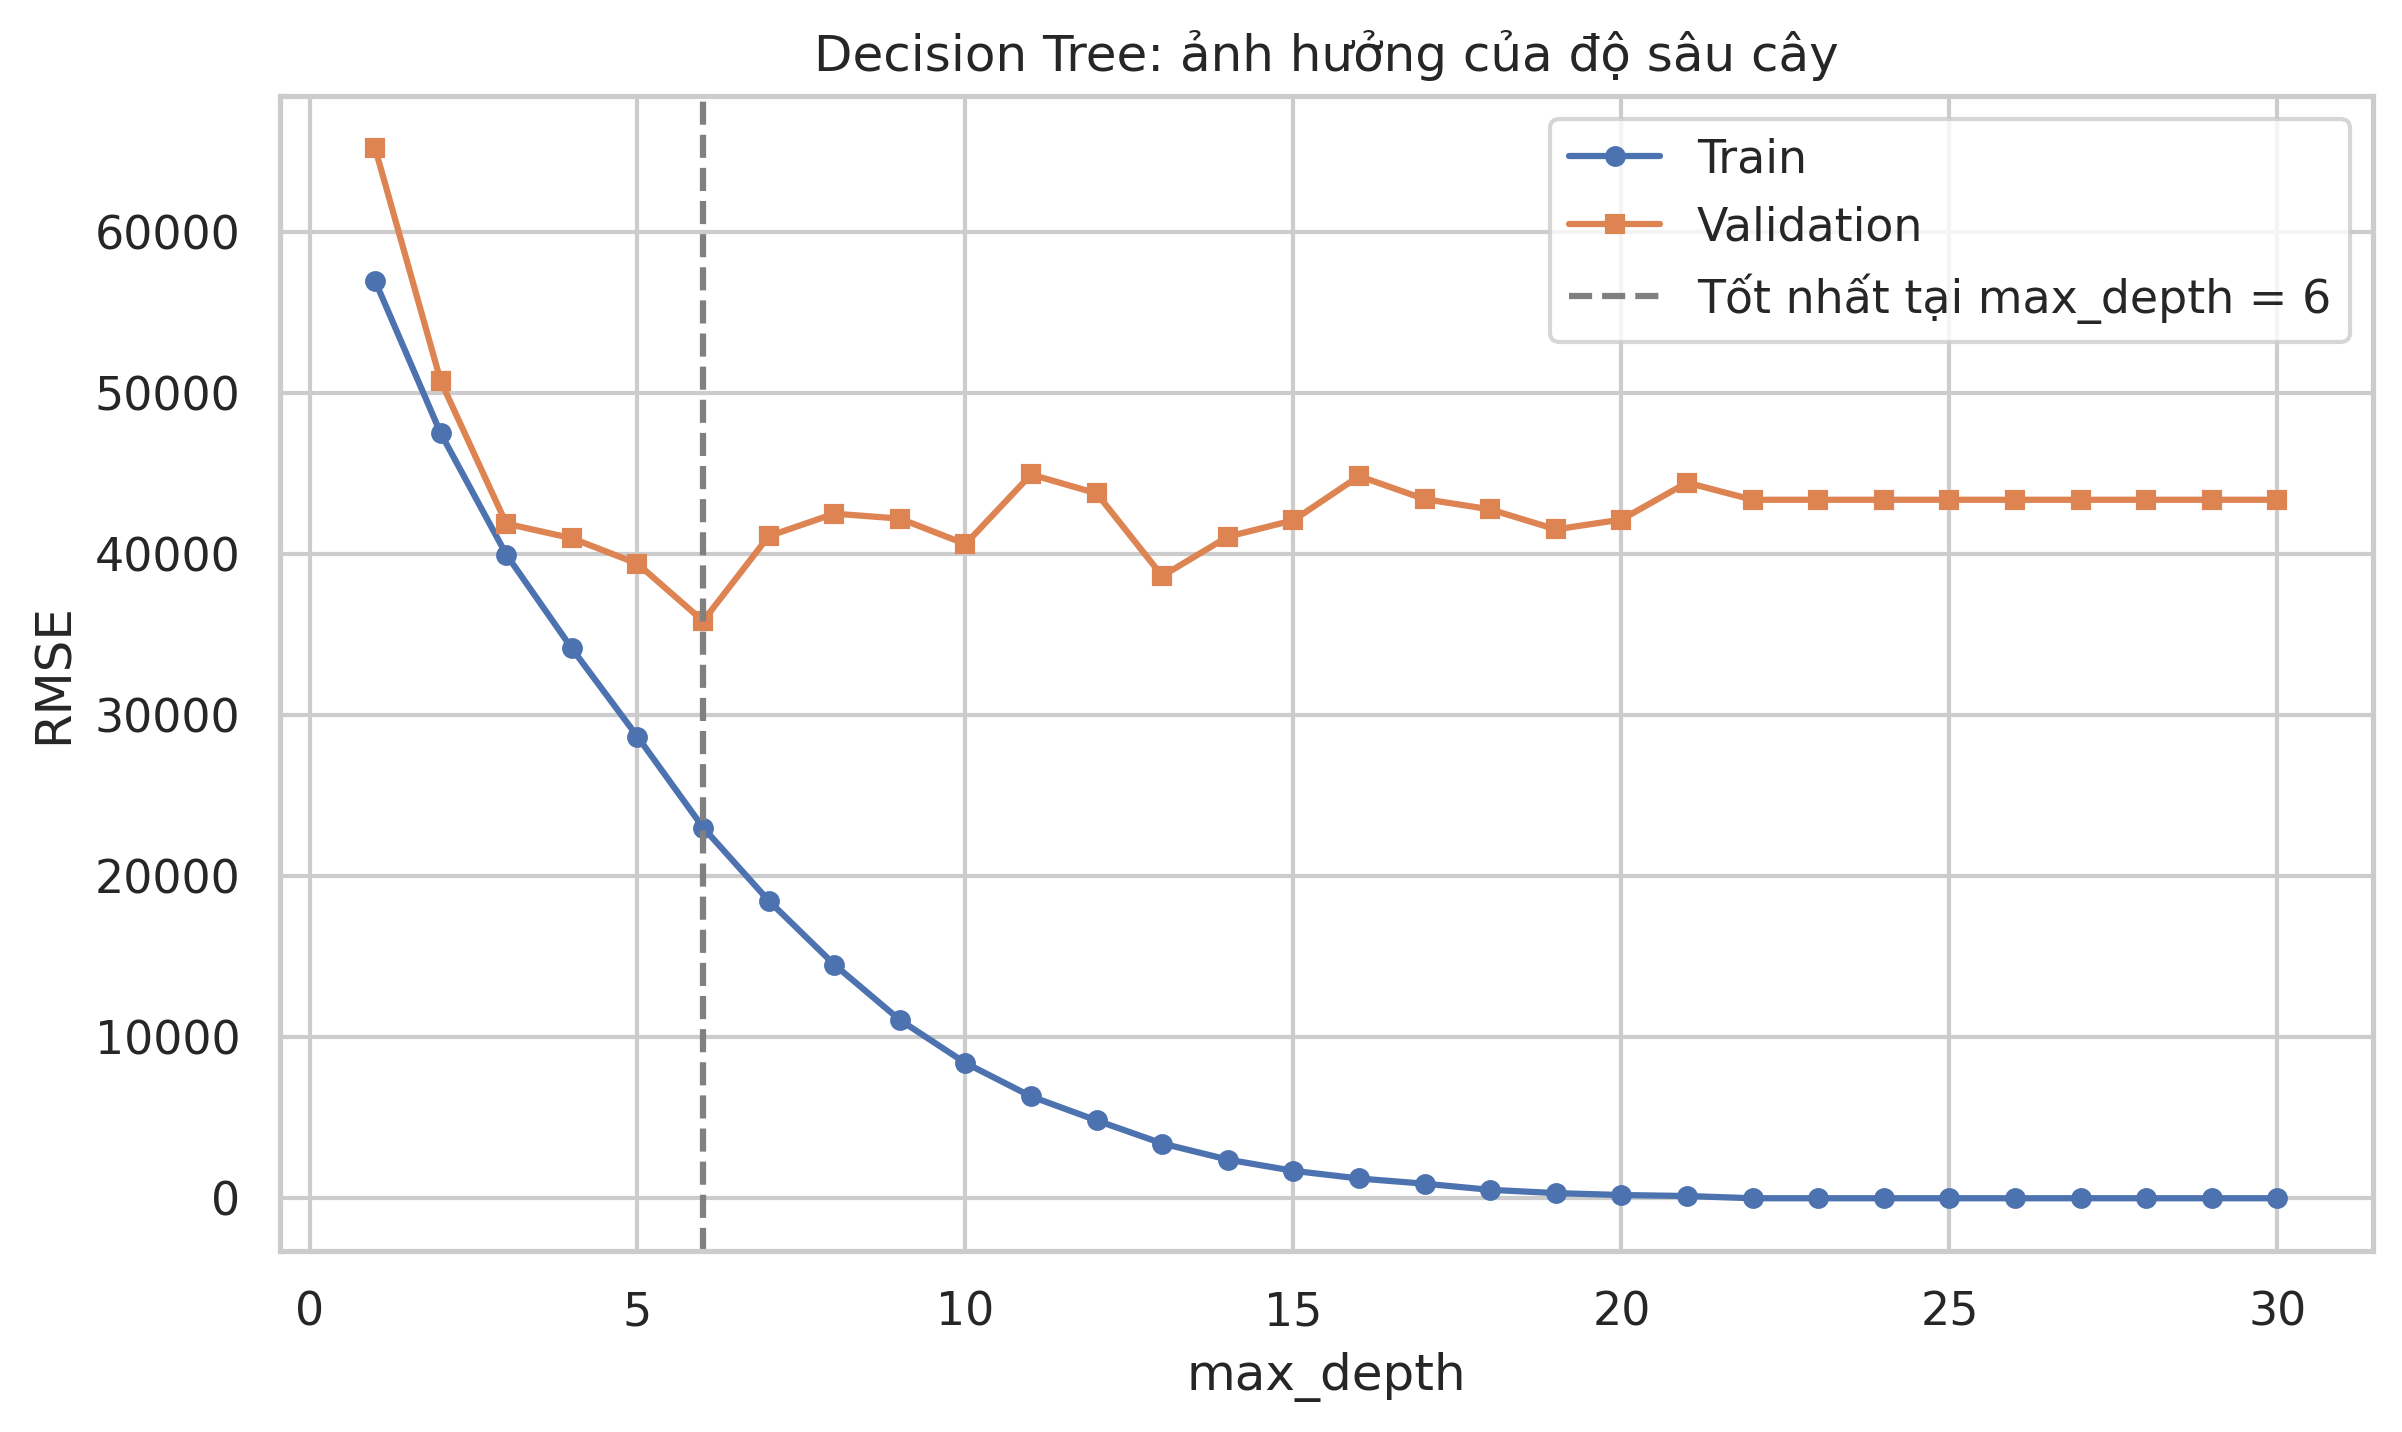 Decision Tree: ảnh hưởng của độ sâu cây
Train
Validation
Tốt nhất tại max_depth = 6
RMSE
60000
50000
40000
30000
20000
10000
0
0 5 10 15 20 25 30
max_depth